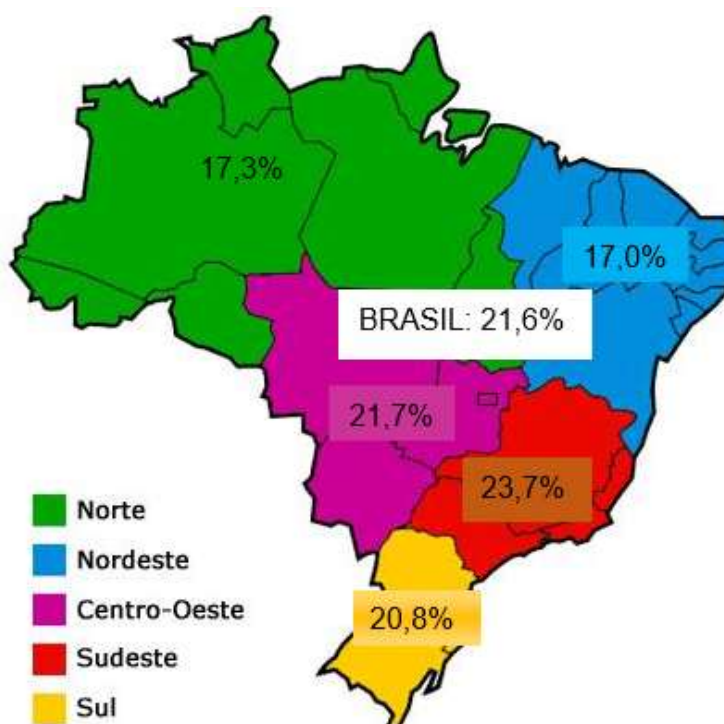 17,3%
17,0%
BRASIL: 21,6%
21,7%
23,7%
20,8%
Norte
Nordeste
Centro-Oeste
Sudeste
Sul